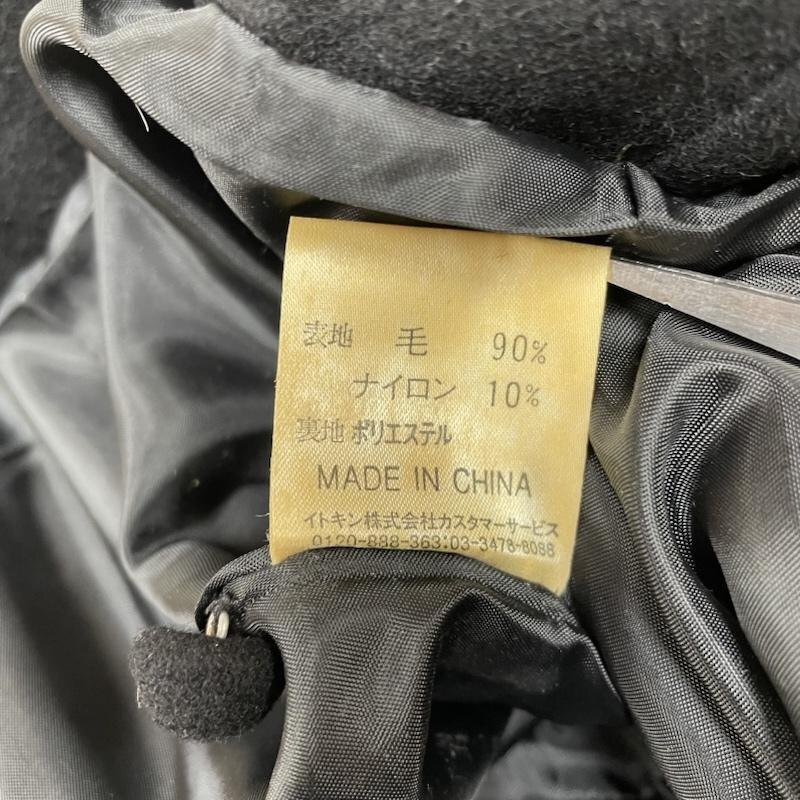 表地 毛 90%
ナイロン 10%
裏地 ポリエステル
MADE IN CHINA
イトキン株式会社カスタマーサービス
0120-888-363:03-3478-8088